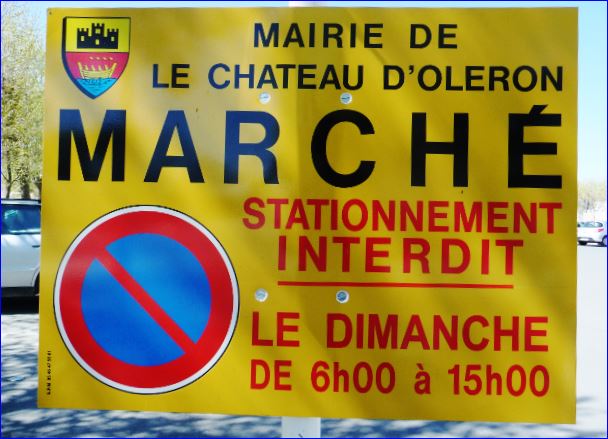 MAIRIE DE
LE CHATEAU D'OLERON
MARCHÉ
STATIONNEMENT
INTERDIT
LE DIMANCHE
DE 6h00 à 15h00